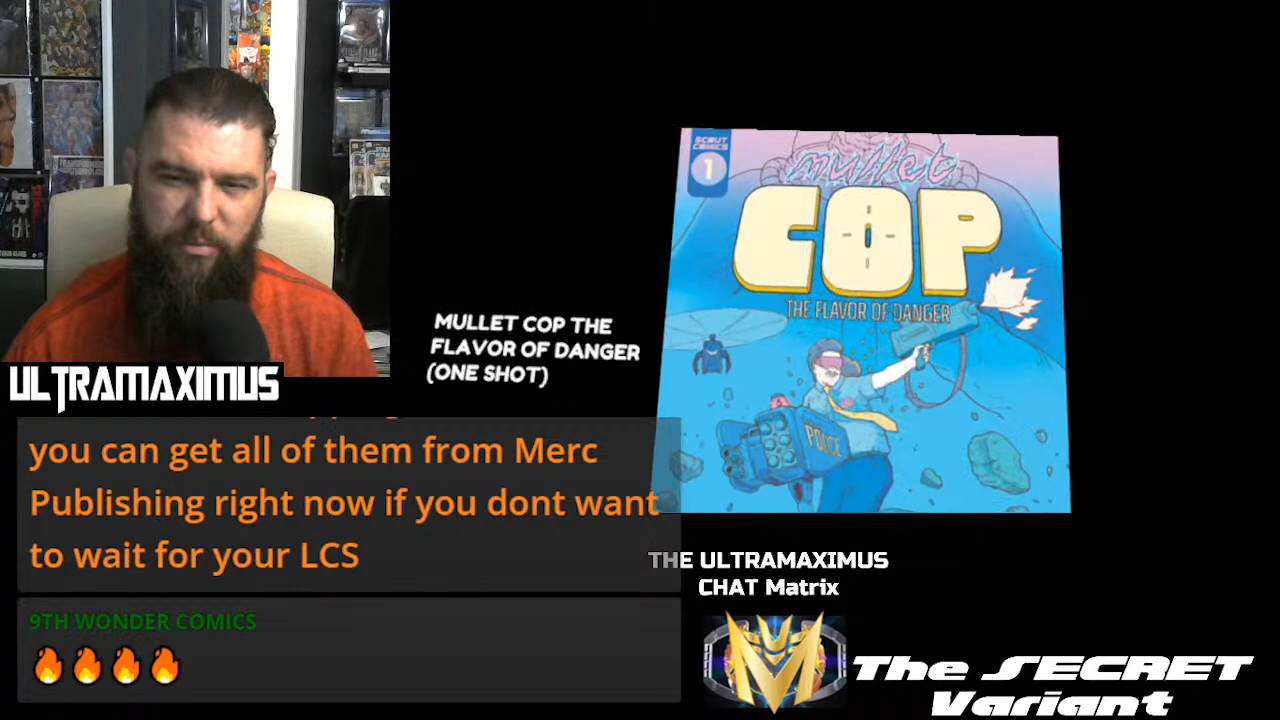 SCOUT
COMICS
1
mullet
COP
THE FLAVOR OF DANGER
POLICE
MULLET COP THE
FLAVOR OF DANGER
(ONE SHOT)
ULTRAMAXIMUS
you can get all of them from Merc
Publishing right now if you dont want
to wait for your LCS
9TH WONDER COMICS
THE ULTRAMAXIMUS
CHAT Matrix
M
The SECRET
Variant